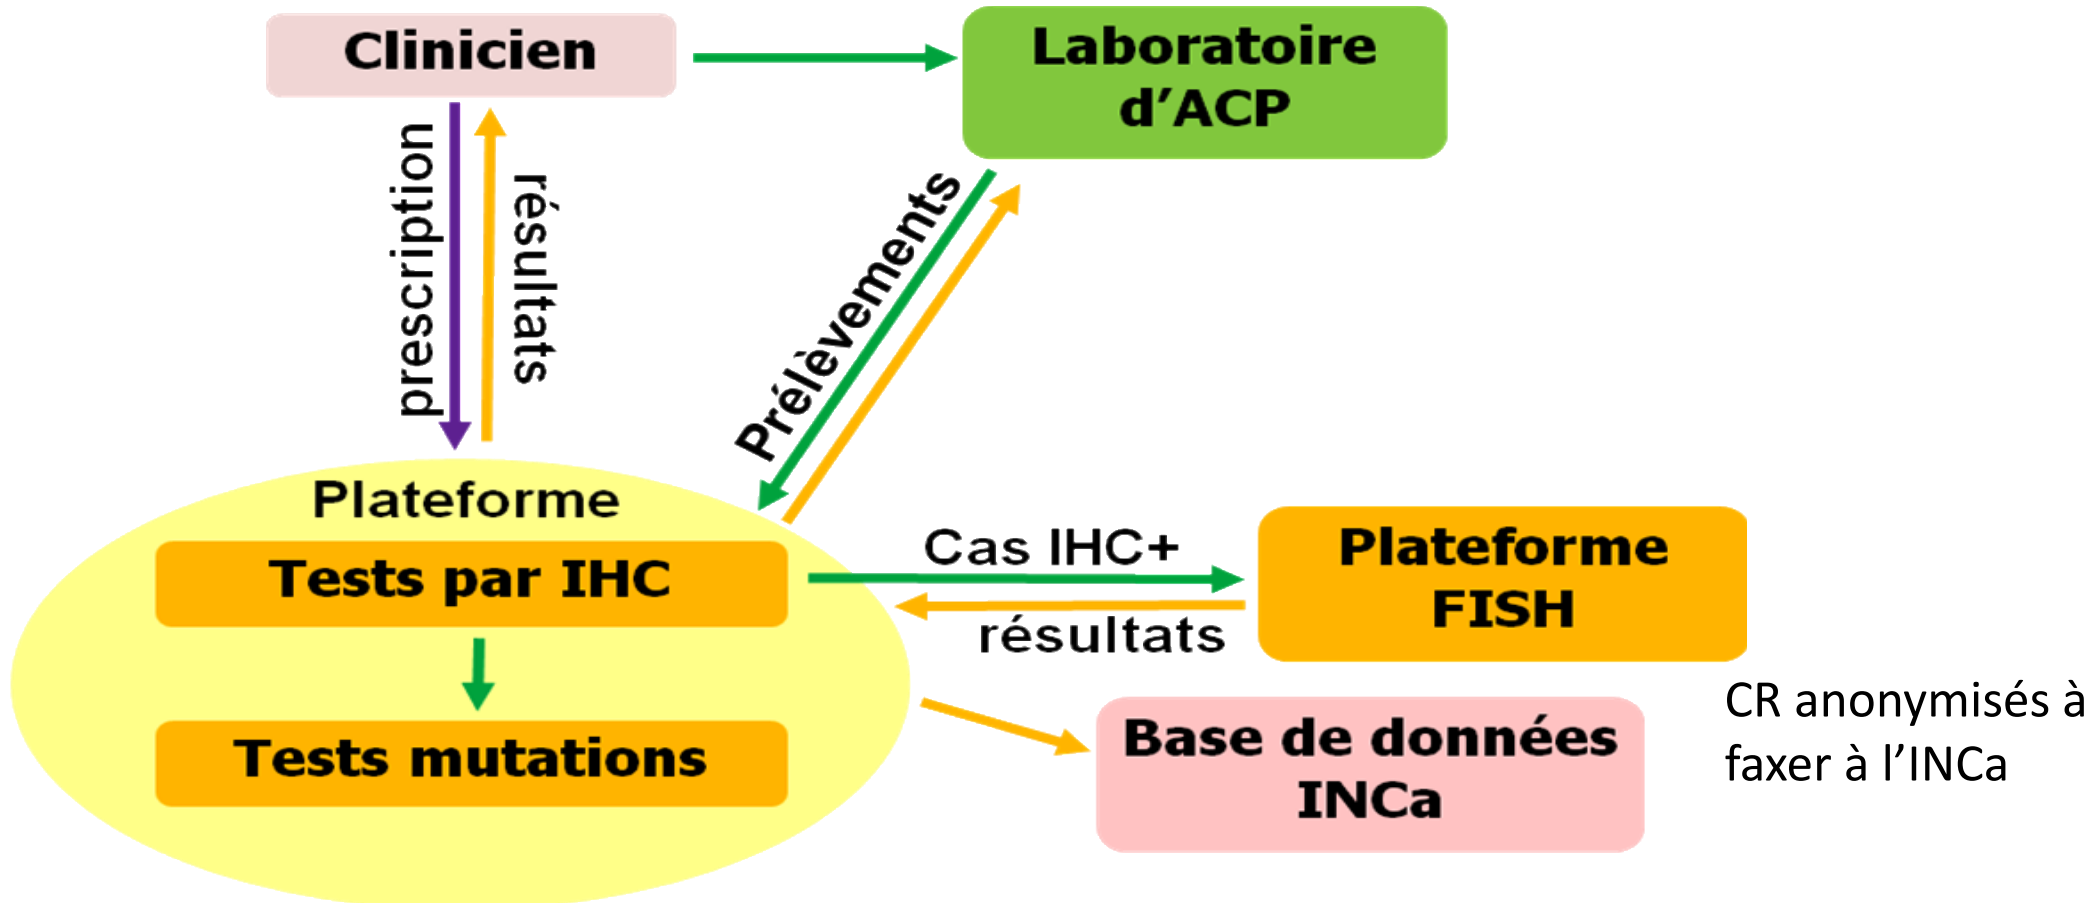 Clinicien
Laboratoire
d’ACP
prescription
résultats
Prélèvements
Plateforme
Tests par IHC
Cas IHC+
résultats
Plateforme
FISH
Tests mutations
Base de données
INCa
CR anonymisés à
faxer à l’INCa